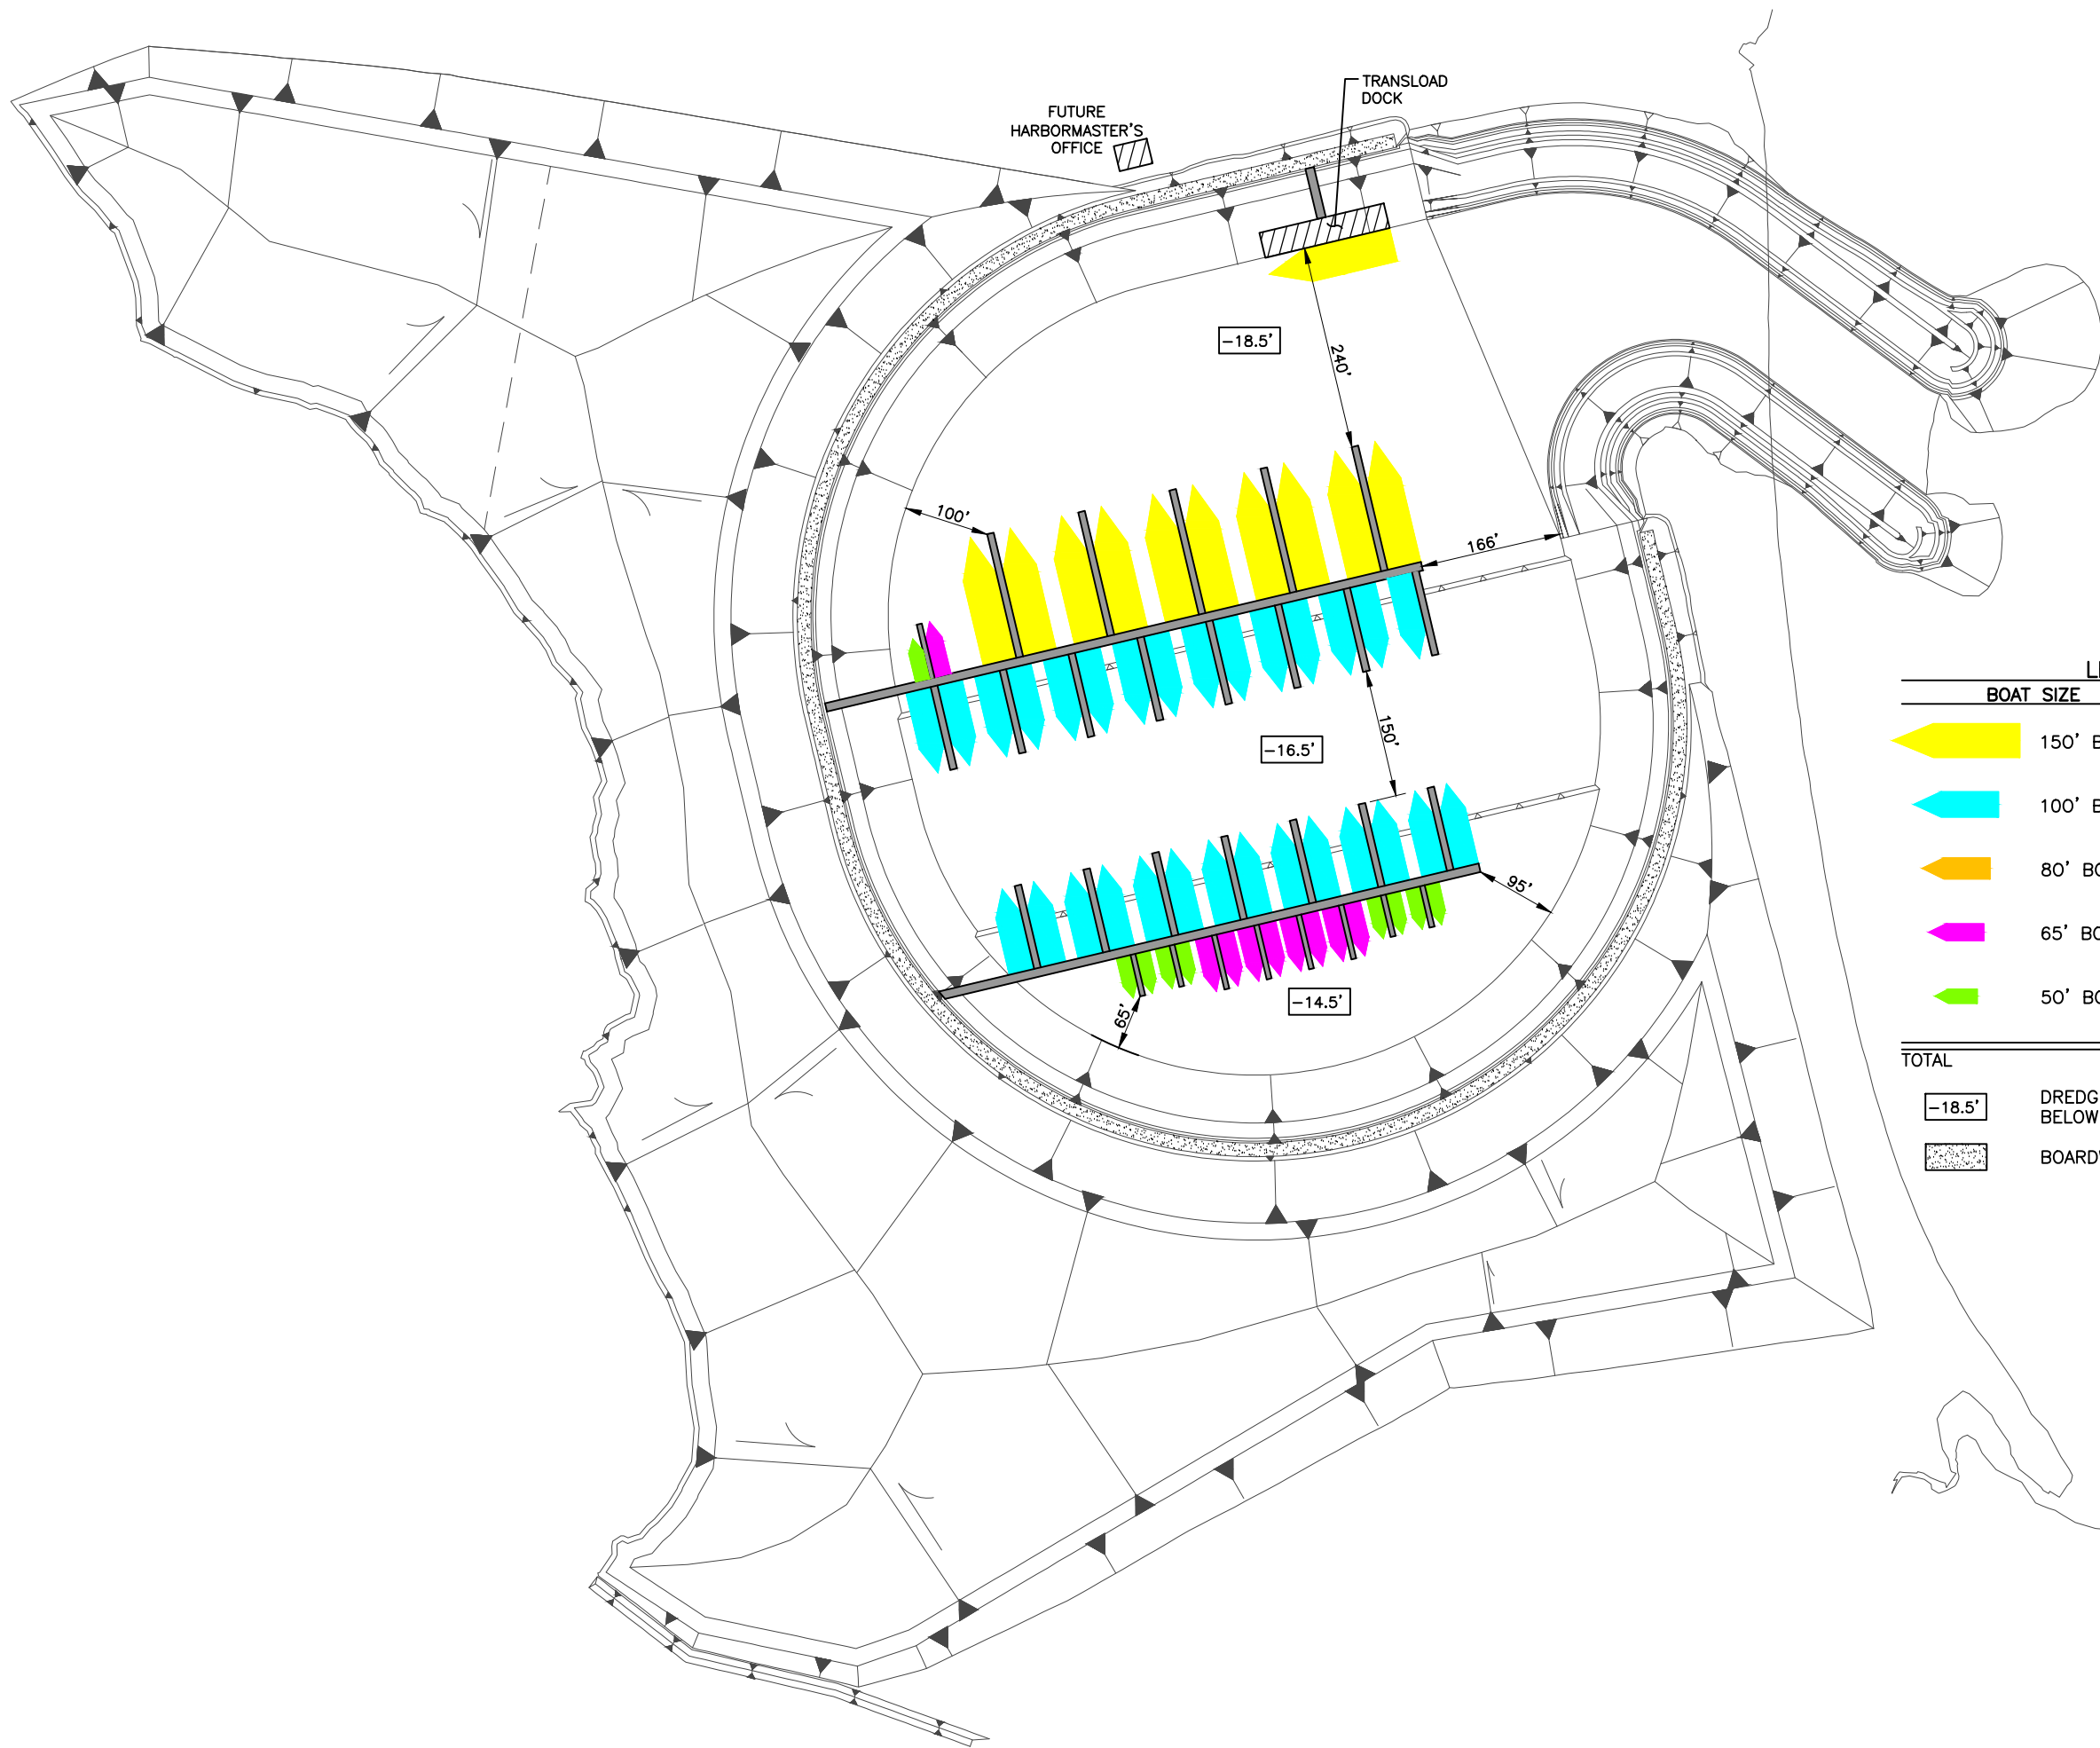 TRANSLOAD
DOCK
FUTURE
HARBORMASTER'S
OFFICE
-18.5'
240'
100'
166'
150'
-16.5'
95'
65'
-14.5'
BOAT SIZE
150'
100'
80'
65'
50'
TOTAL
-18.5'
BELOW